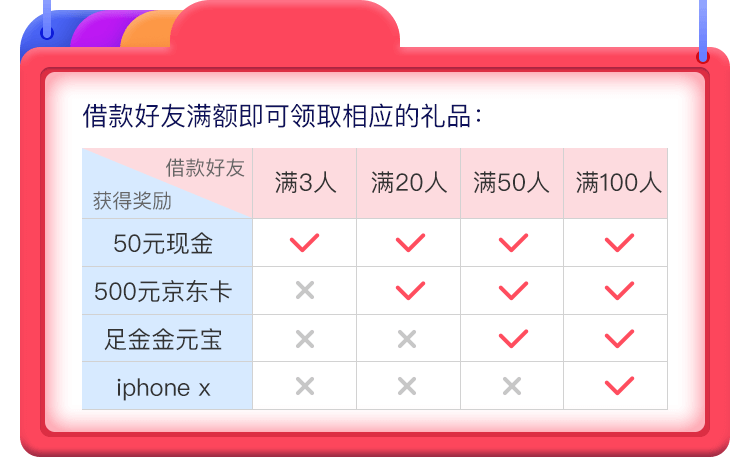 借款好友满额即可领取相应的礼品：
借款好友
获得奖励
满3人 满20人 满50人 满100人
50元现金
500元京东卡
足金金元宝
iphone x